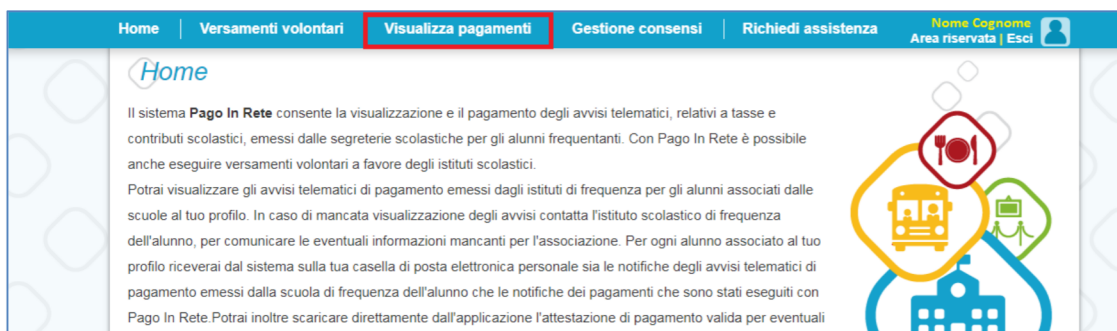 Home Versamenti volontari Visualizza pagamenti Gestione consensi Richiedi assistenza Nome Cognome
Area riservata | Esci
Home
Il sistema Pago In Rete consente la visualizzazione e il pagamento degli avvisi telematici, relativi a tasse e
contributi scolastici, emessi dalle segreterie scolastiche per gli alunni frequentanti. Con Pago In Rete è possibile
anche eseguire versamenti volontari a favore degli istituti scolastici.
Potrai visualizzare gli avvisi telematici di pagamento emessi dagli istituti di frequenza per gli alunni associati dalle
scuole al tuo profilo. In caso di mancata visualizzazione degli avvisi contatta l'istituto scolastico di frequenza
dell'alunno, per comunicare le eventuali informazioni mancanti per l'associazione. Per ogni alunno associato al tuo
profilo riceverai dal sistema sulla tua casella di posta elettronica personale sia le notifiche degli avvisi telematici di
pagamento emessi dalla scuola di frequenza dell'alunno che le notifiche dei pagamenti che sono stati eseguiti con
Pago In Rete.Potrai inoltre scaricare direttamente dall'applicazione l'attestazione di pagamento valida per eventuali